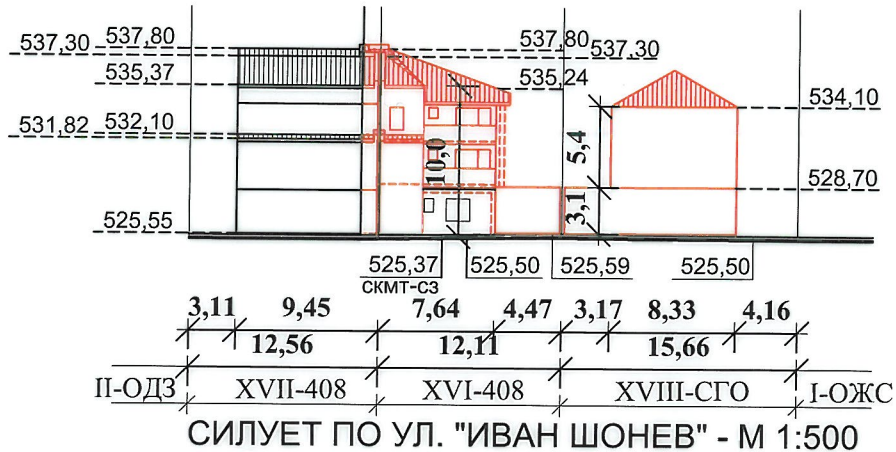 537,80 537,80
537,30 537,30
535,37 535,24
534,10
531,82 532,10
10,0 5,4
528,70
3,1
525,55
525,37 525,50 525,59 525,50
СКМТ-СЗ
3,11 9,45 7,64 4,47 3,17 8,33 4,16
12,56 12,11 15,66
II-ОДЗ XVII-408 XVI-408 XVIII-СГО I-ОЖС
СИЛУЕТ ПО УЛ. "ИВАН ШОНЕВ" - М 1:500